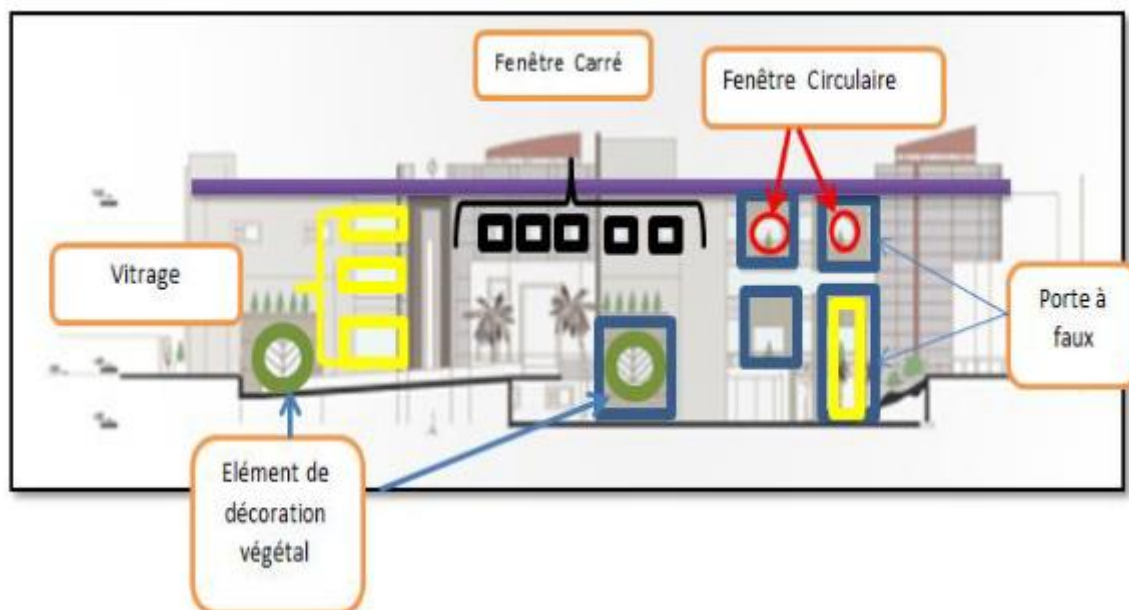 Fenêtre Carré
Fenêtre Circulaire
Vitrage
Porte à
faux
Elément de
décoration
végétal